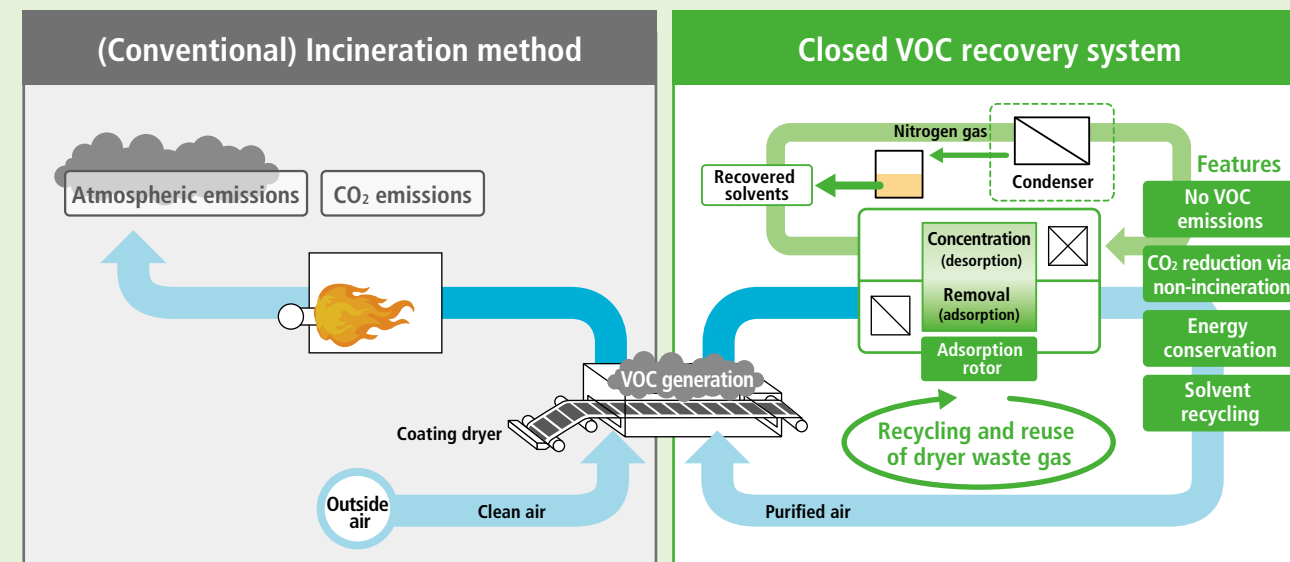 (Conventional) Incineration method
Atmospheric emissions
CO₂ emissions
VOC generation
Coating dryer
Outside
air
Clean air
Closed VOC recovery system
Nitrogen gas
Condenser
Recovered
solvents
Concentration
(desorption)
Removal
(adsorption)
Adsorption
rotor
Recycling and reuse
of dryer waste gas
Purified air
Features
No VOC
emissions
CO₂ reduction via
non-incineration
Energy
conservation
Solvent
recycling